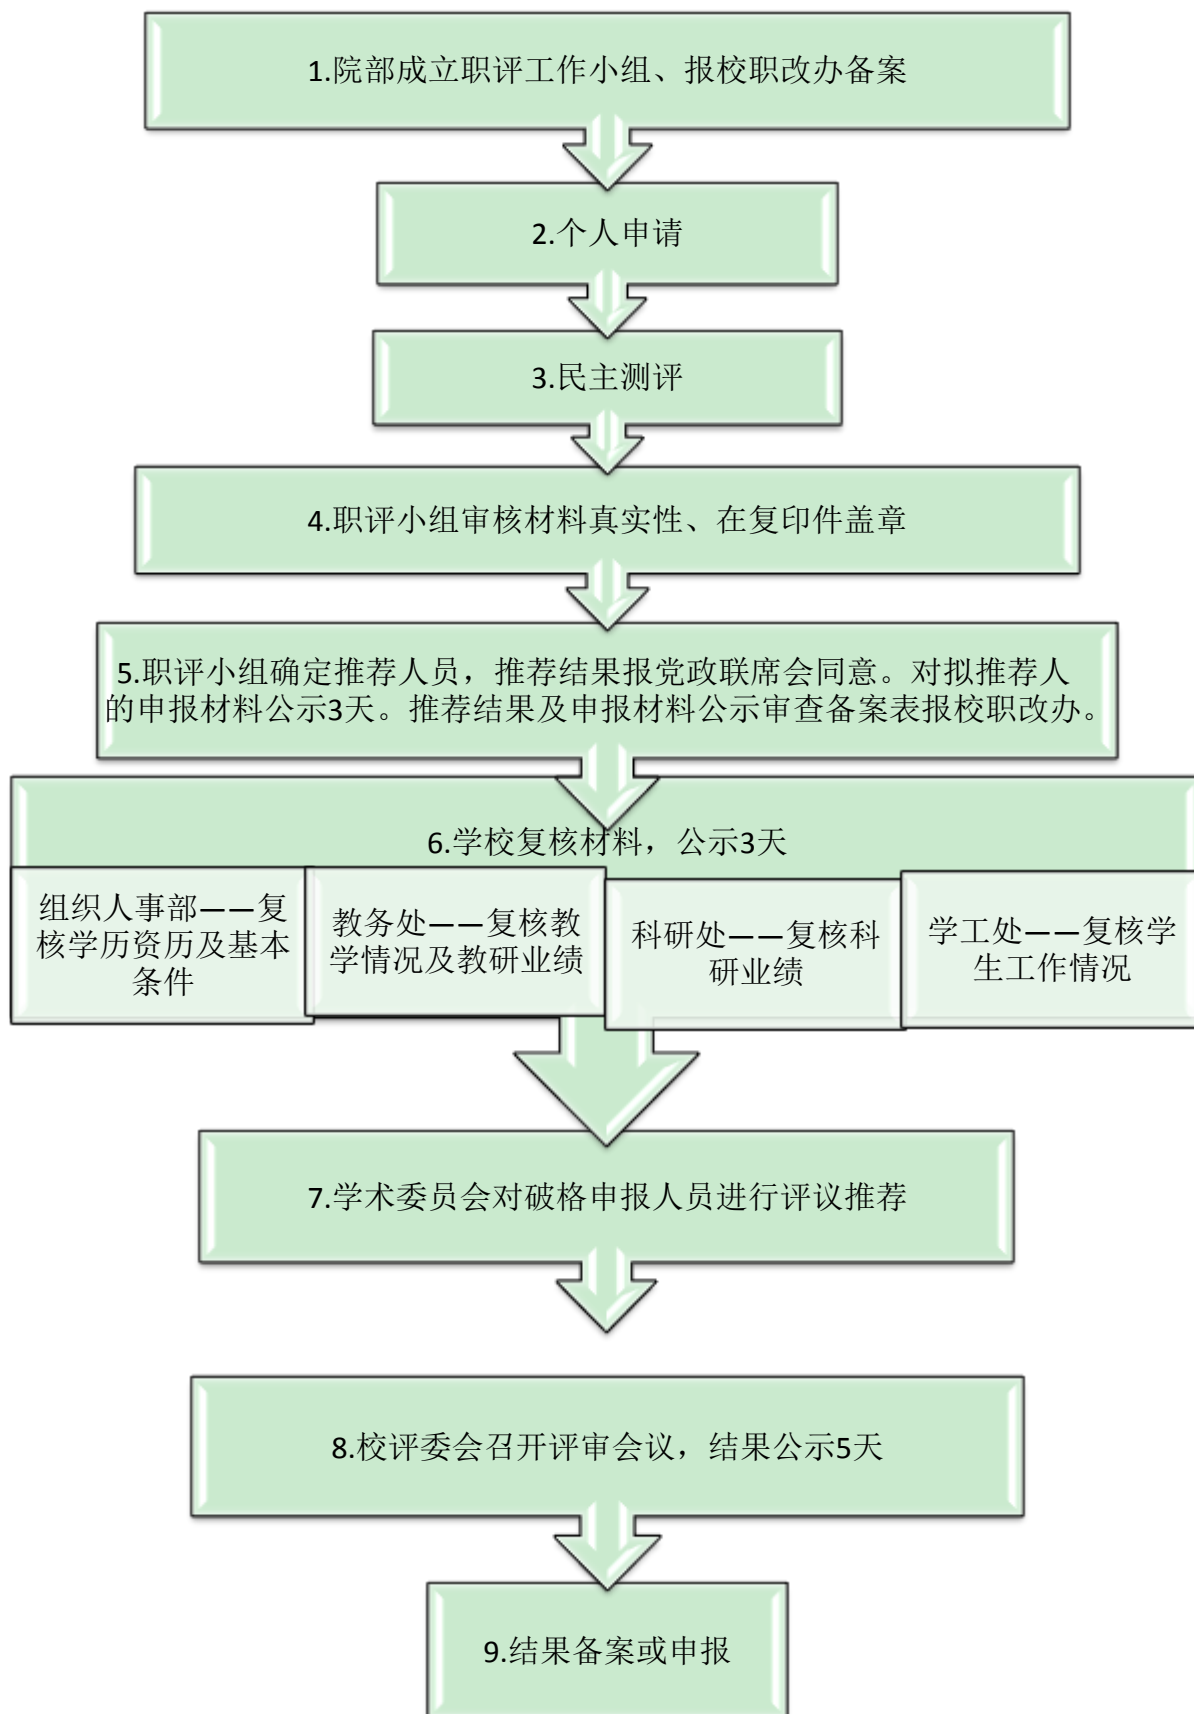 1.院部成立职评工作小组、报校职改办备案
2.个人申请
3.民主测评
4.职评小组审核材料真实性、在复印件盖章
5.职评小组确定推荐人员，推荐结果报党政联席会同意。对拟推荐人
的申报材料公示3天。推荐结果及申报材料公示审查备案表报校职改办。
6.学校复核材料，公示3天
组织人事部——复
核学历资历及基本
条件
教务处——复核教
学情况及教研业绩
科研处——复核科
研业绩
学工处——复核学
生工作情况
7.学术委员会对破格申报人员进行评议推荐
8.校评委会召开评审会议，结果公示5天
9.结果备案或申报